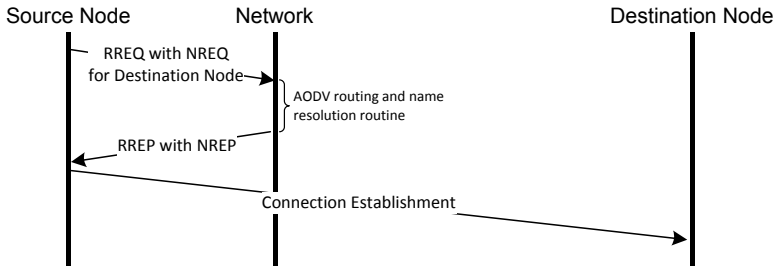 Source Node
Network
Destination Node
RREQ with NREQ
for Destination Node
AODV routing and name
resolution routine
RREP with NREP
Connection Establishment